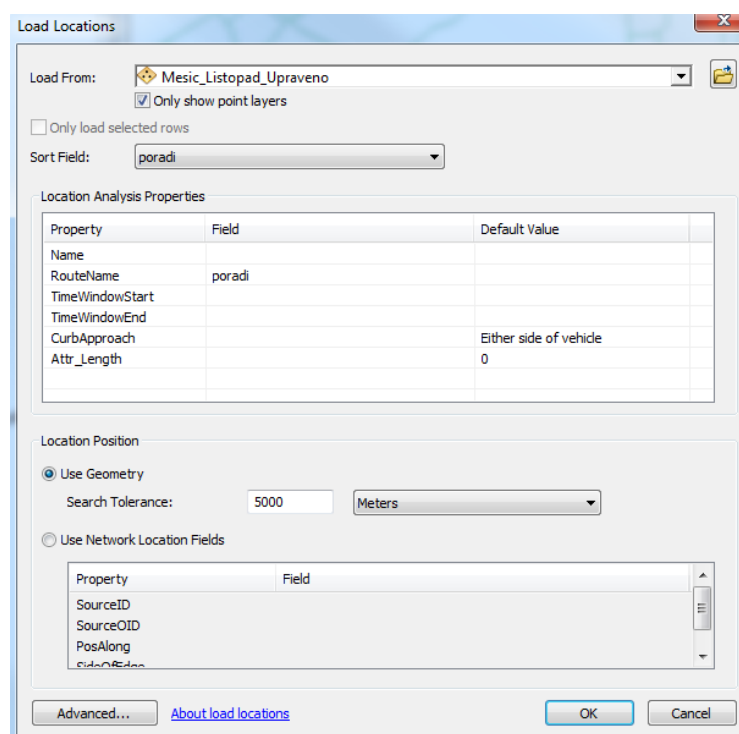 Load Locations
Load From: Mesic_Listopad_Upraveno
Only show point layers
Only load selected rows
Sort Field: poradi
Location Analysis Properties
Property Field Default Value
Name
RouteName poradi
TimeWindowStart
TimeWindowEnd
CurbApproach Either side of vehicle
Attr_Length 0
Location Position
Use Geometry
Search Tolerance: 5000 Meters
Use Network Location Fields
Property Field
SourceID
SourceOID
PosAlong
SideOfEdge
Advanced... About load locations OK Cancel